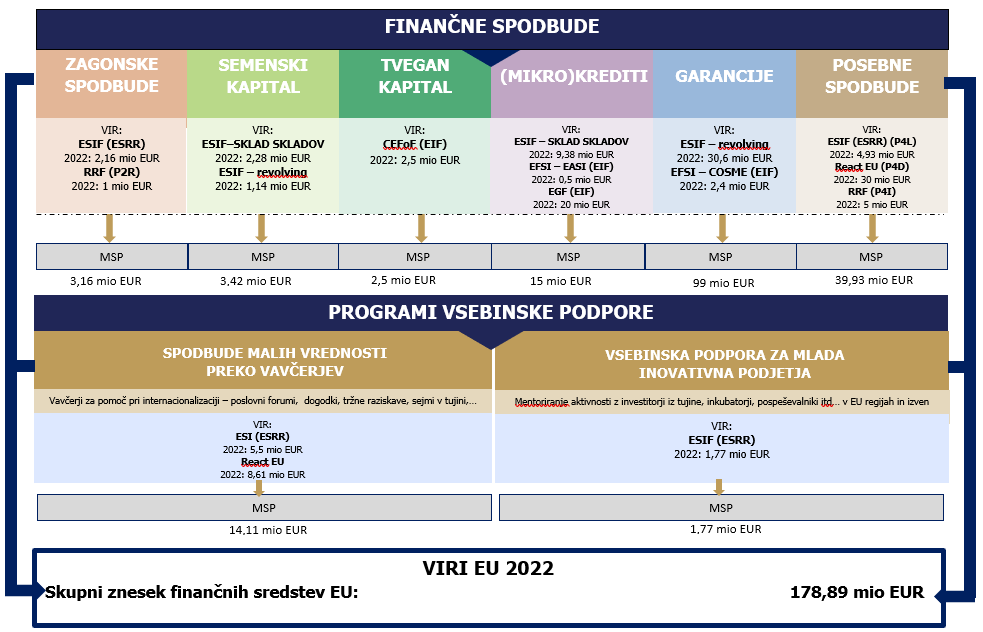 FINANČNE SPODBUDE
ZAGONSKE
SPODBUDE
VIR:
ESIF (ESRR)
2022: 2,16 mio EUR
RRF (P2R)
2022: 1 mio EUR
MSP
3,16 mio EUR
SEMENSKI
KAPITAL
VIR:
ESIF–SKLAD SKLADOV
2022: 2,28 mio EUR
ESIF – revolving
2022: 1,14 mio EUR
MSP
3,42 mio EUR
TVEGAN
KAPITAL
VIR:
CEFoF (EIF)
2022: 2,5 mio EUR
MSP
2,5 mio EUR
(MIKRO)KREDITI
VIR:
ESIF – SKLAD SKLADOV
2022: 9,38 mio EUR
EFSI – EASI (EIF)
2022: 0,5 mio EUR
EGF (EIF)
2022: 20 mio EUR
MSP
15 mio EUR
GARANCIJE
VIR:
ESIF – revolving
2022: 30,6 mio EUR
EFSI – COSME (EIF)
2022: 2,4 mio EUR
MSP
99 mio EUR
POSEBNE
SPODBUDE
VIR:
ESIF (ESRR) (P4L)
2022: 4,93 mio EUR
React EU (P4D)
2022: 30 mio EUR
RRF (P4I)
2022: 5 mio EUR
MSP
39,93 mio EUR
PROGRAMI VSEBINSKE PODPORE
SPODBUDE MALIH VREDNOSTI
PREKO VAVČERJEV
Vavčerji za pomoč pri internacionalizaciji – poslovni forumi, dogodki, tržne raziskave, sejmi v tujini,...
VIR:
ESI (ESRR)
2022: 5,5 mio EUR
React EU
2022: 8,61 mio EUR
MSP
14,11 mio EUR
VSEBINSKA PODPORA ZA MLADA
INOVATIVNA PODJETJA
Mentoriranje aktivnosti z investitorji iz tujine, inkubatorji, pospeševalniki itd... v EU regijah in izven
VIR:
ESIF (ESRR)
2022: 1,77 mio EUR
MSP
1,77 mio EUR
VIRI EU 2022
Skupni znesek finančnih sredstev EU: 178,89 mio EUR